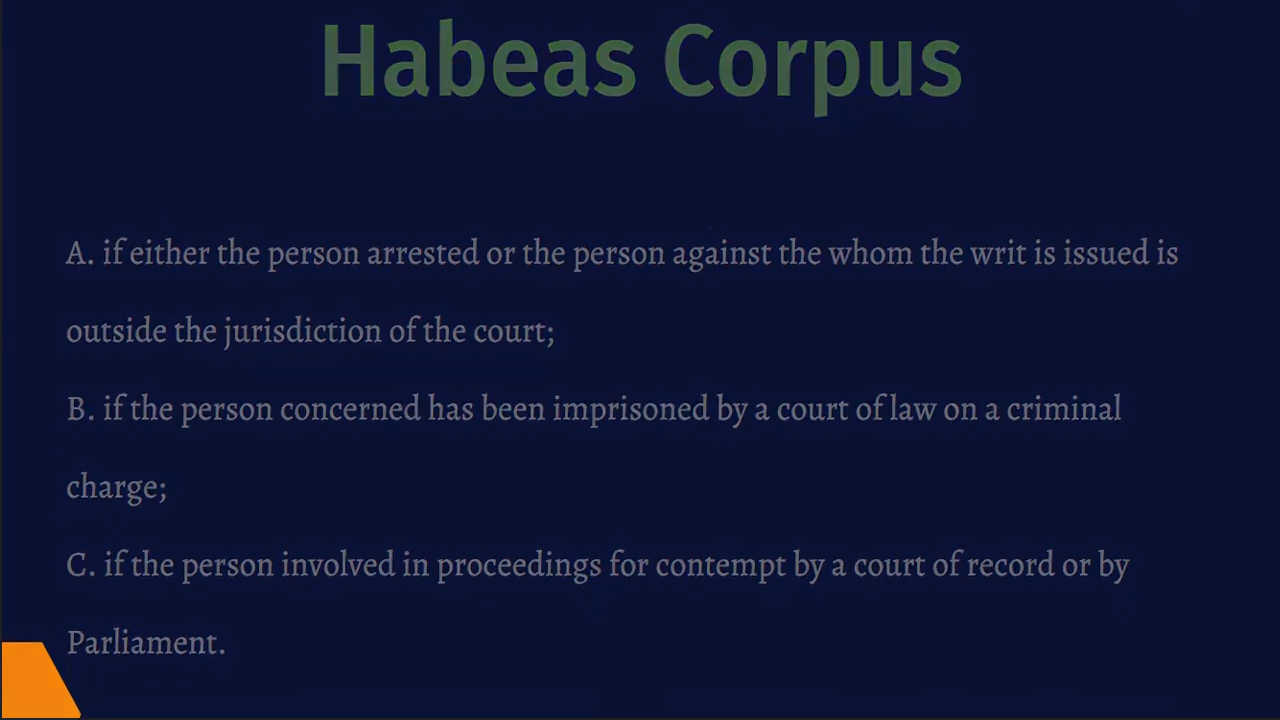 Habeas Corpus
A. if either the person arrested or the person against the whom the writ is issued is
outside the jurisdiction of the court;
B. if the person concerned has been imprisoned by a court of law on a criminal
charge;
C. if the person involved in proceedings for contempt by a court of record or by
Parliament.